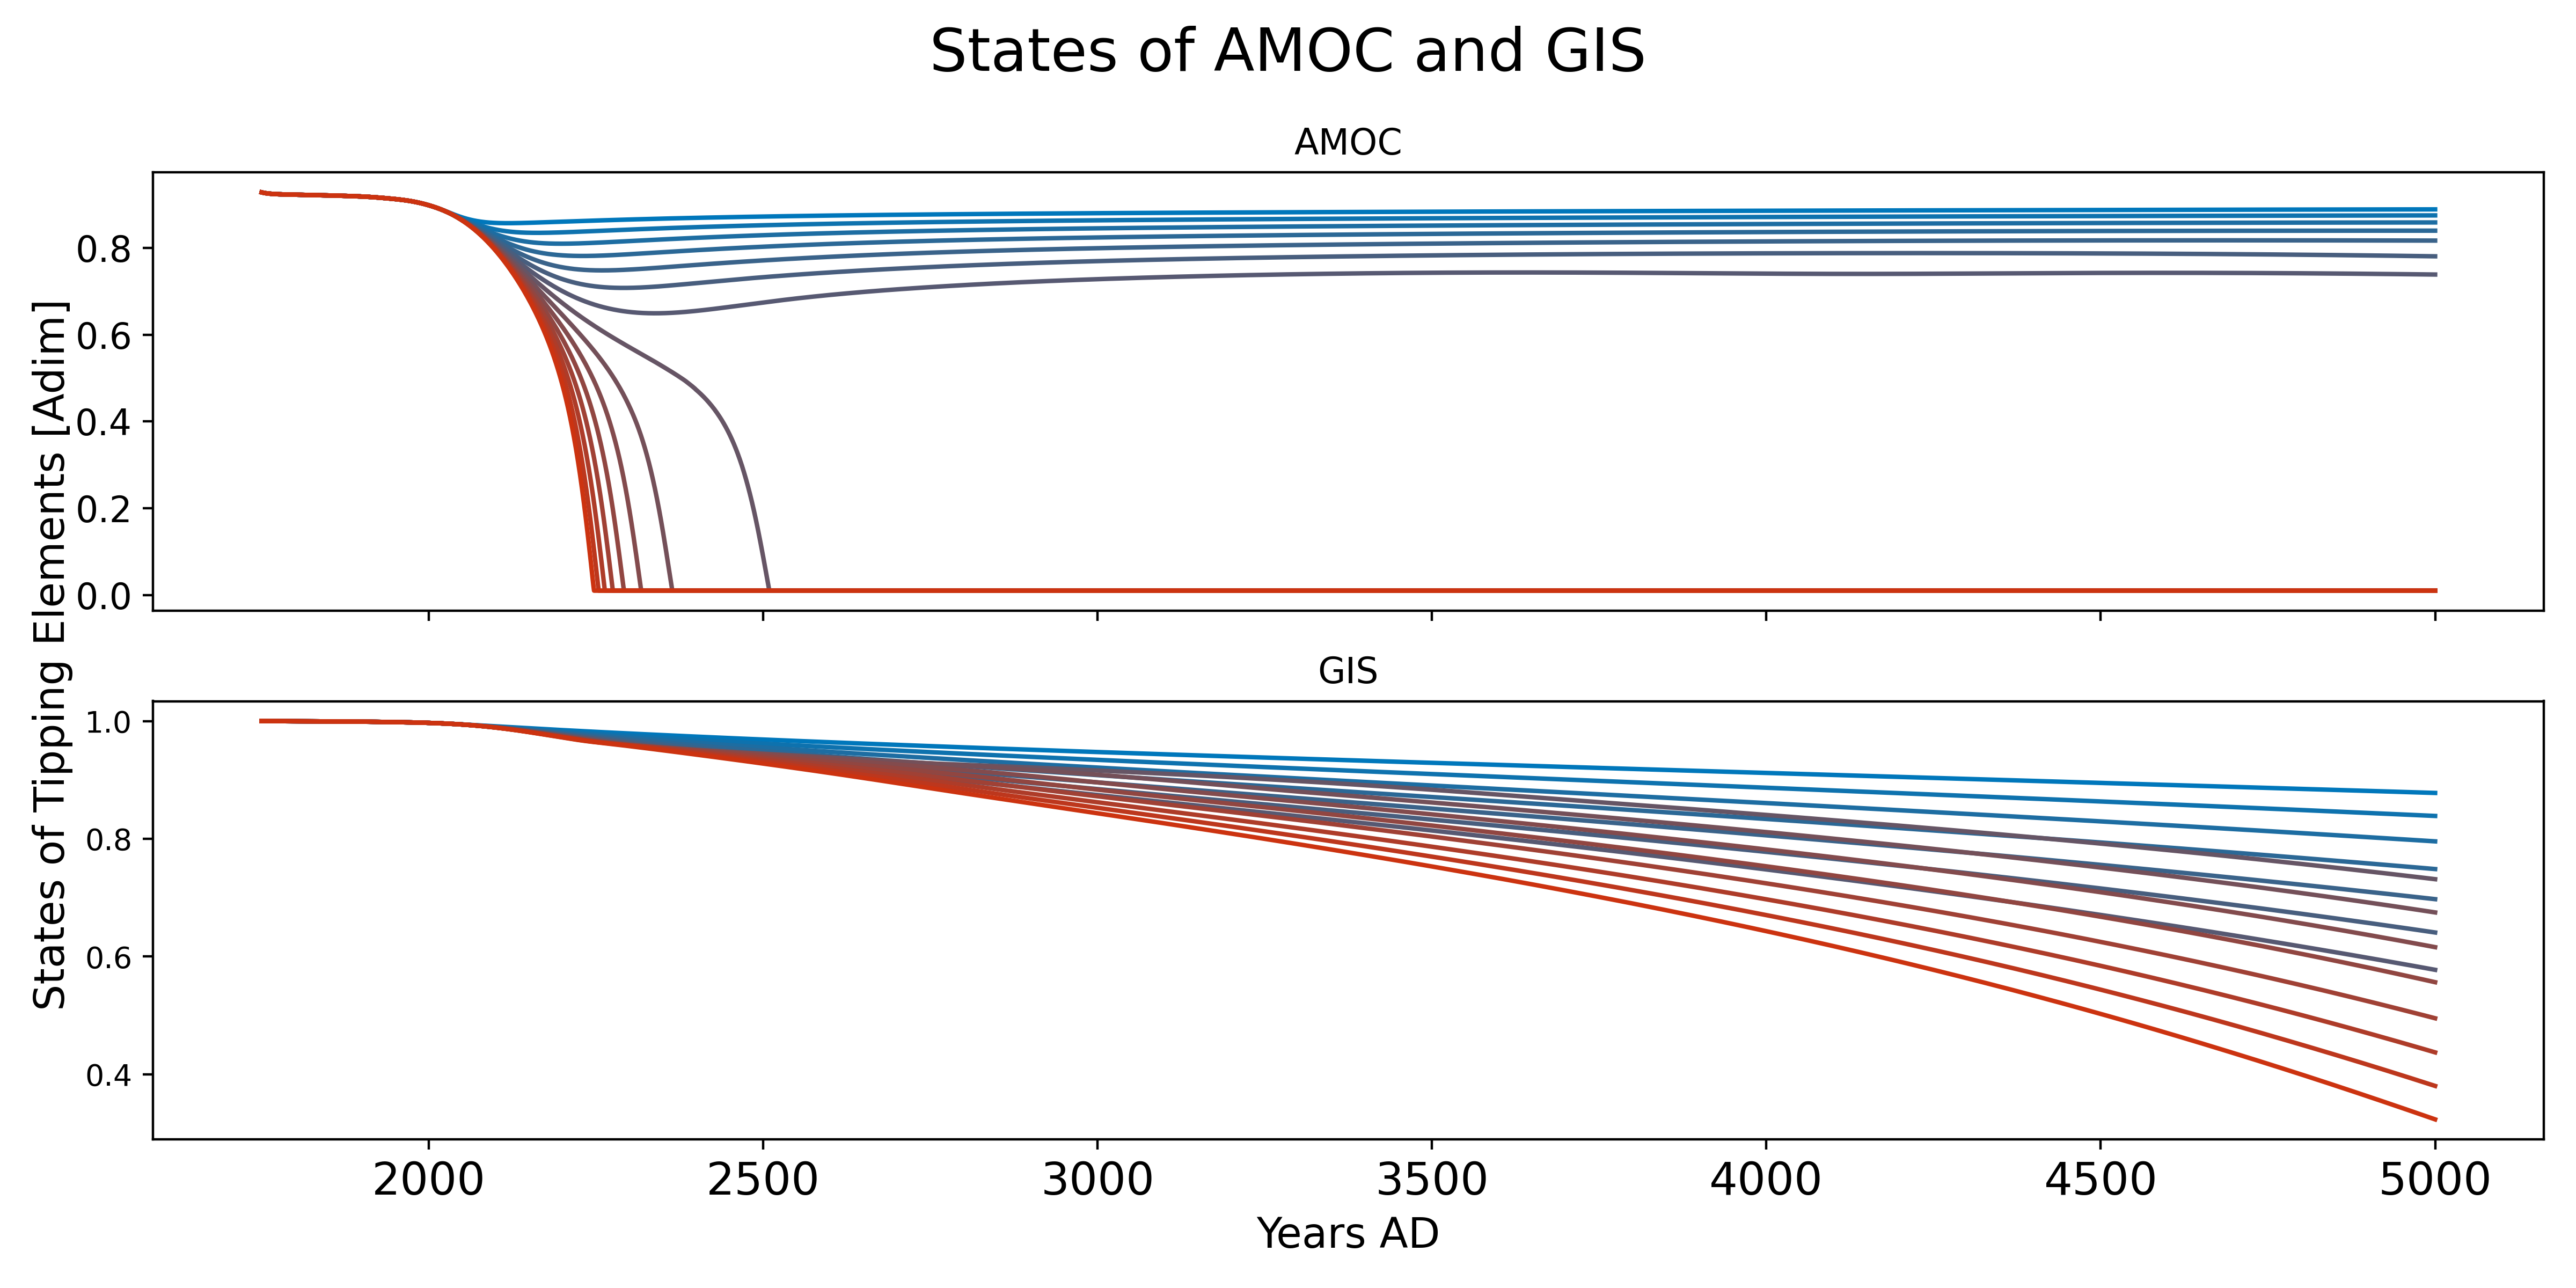 States of AMOC and GIS
AMOC
0.8
0.6
0.4
0.2
0.0
States of Tipping Elements [Adim]
GIS
1.0
0.8
0.6
0.4
2000 2500 3000 3500 4000 4500 5000
Years AD